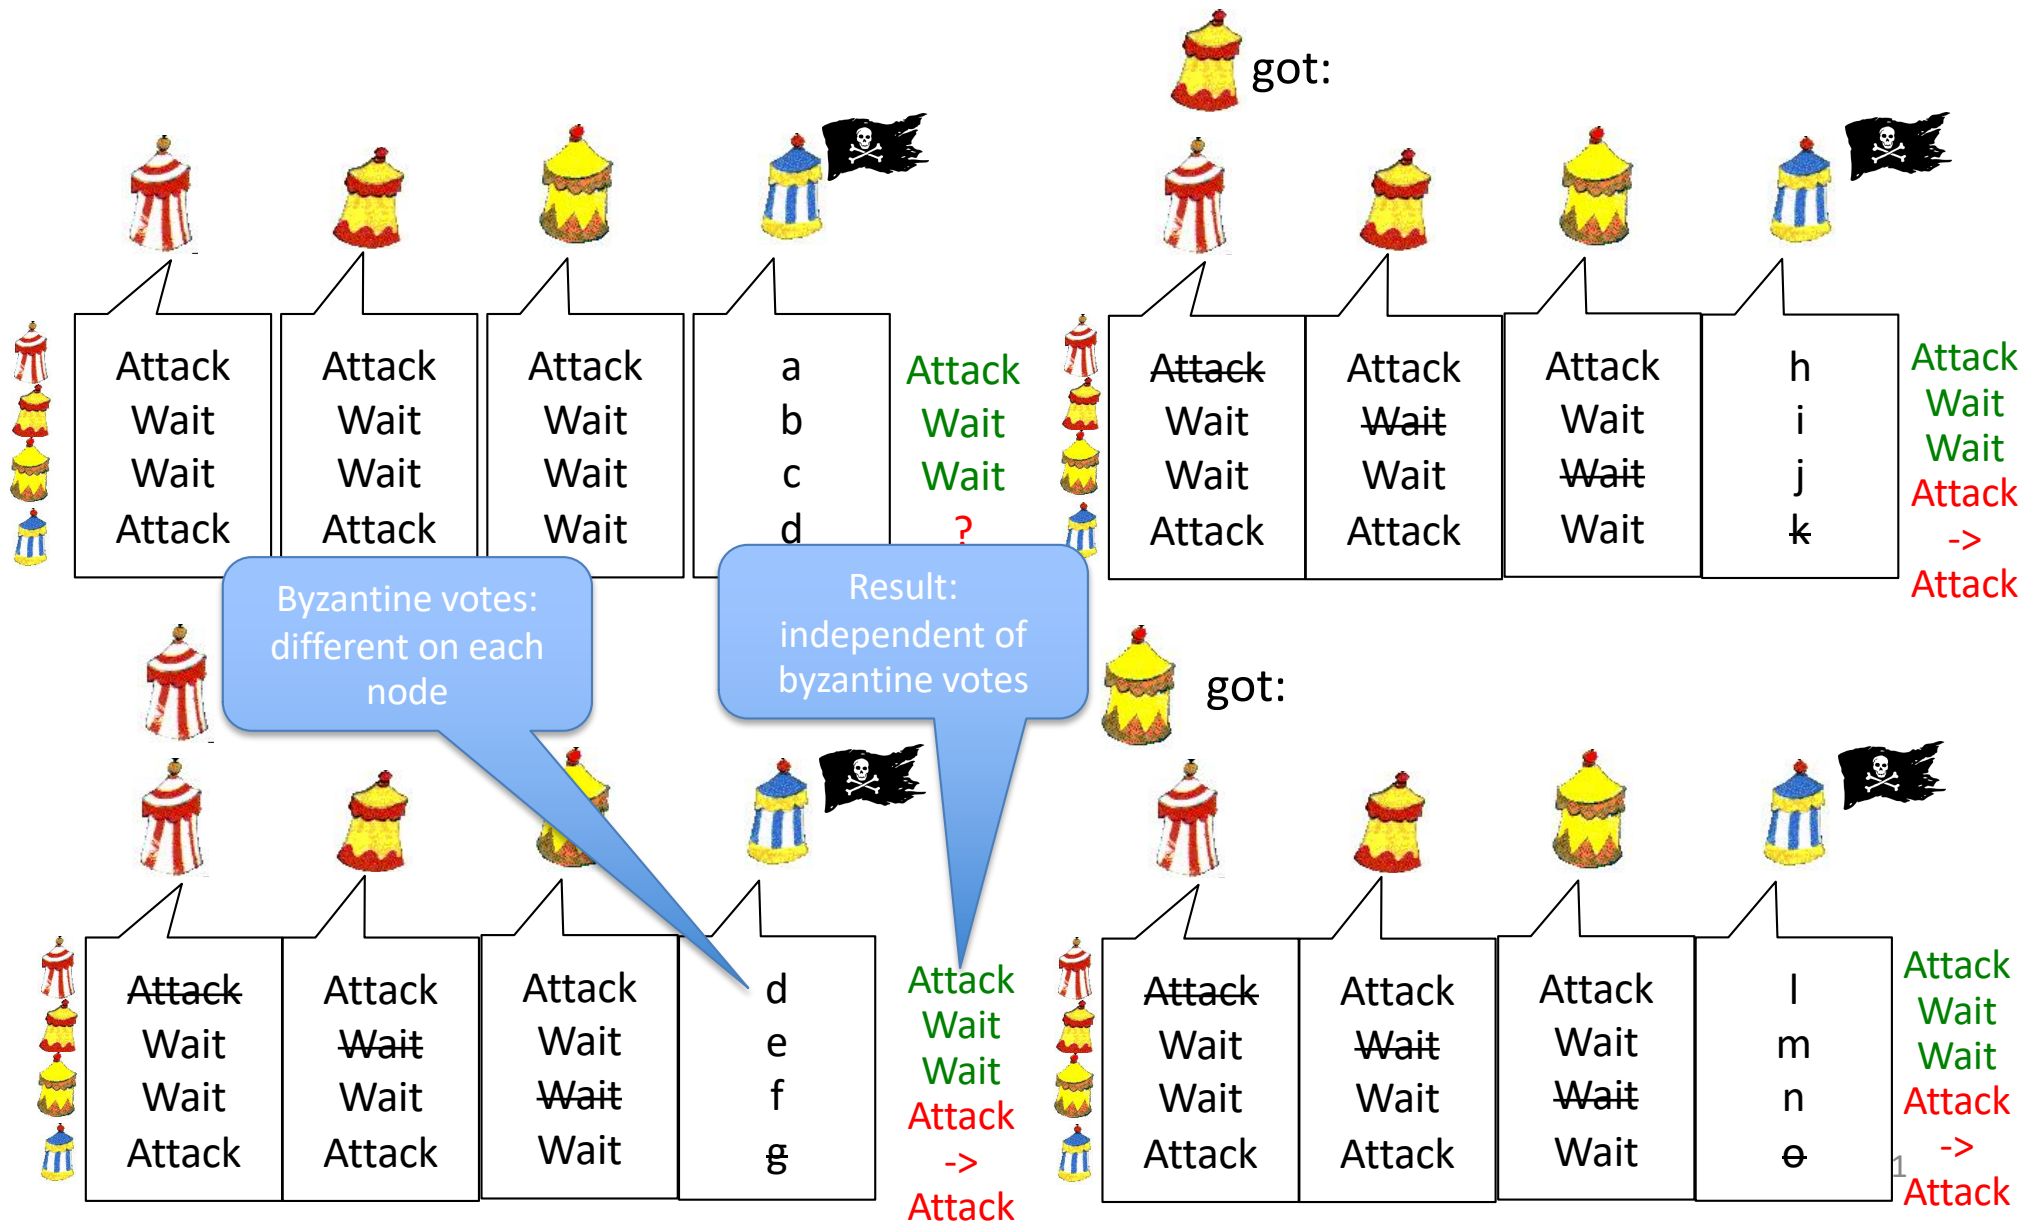 got:
Attack Attack Attack a Attack
Wait Wait Wait b Wait
Wait Wait Wait c Wait
Attack Attack Wait d ?
Attack Attack Attack h Attack
Wait Wait Wait i Wait
Wait Wait Wait j Wait
Attack Attack Wait k Attack
->
Attack
Byzantine votes:
different on each
node
Result:
independent of
byzantine votes
got:
Attack Attack Attack d Attack
Wait Wait Wait e Wait
Wait Wait Wait f Wait
Attack Attack Wait g Attack
->
Attack
Attack Attack Attack l Attack
Wait Wait Wait m Wait
Wait Wait Wait n Wait
Attack Attack Wait o Attack
->
Attack
1